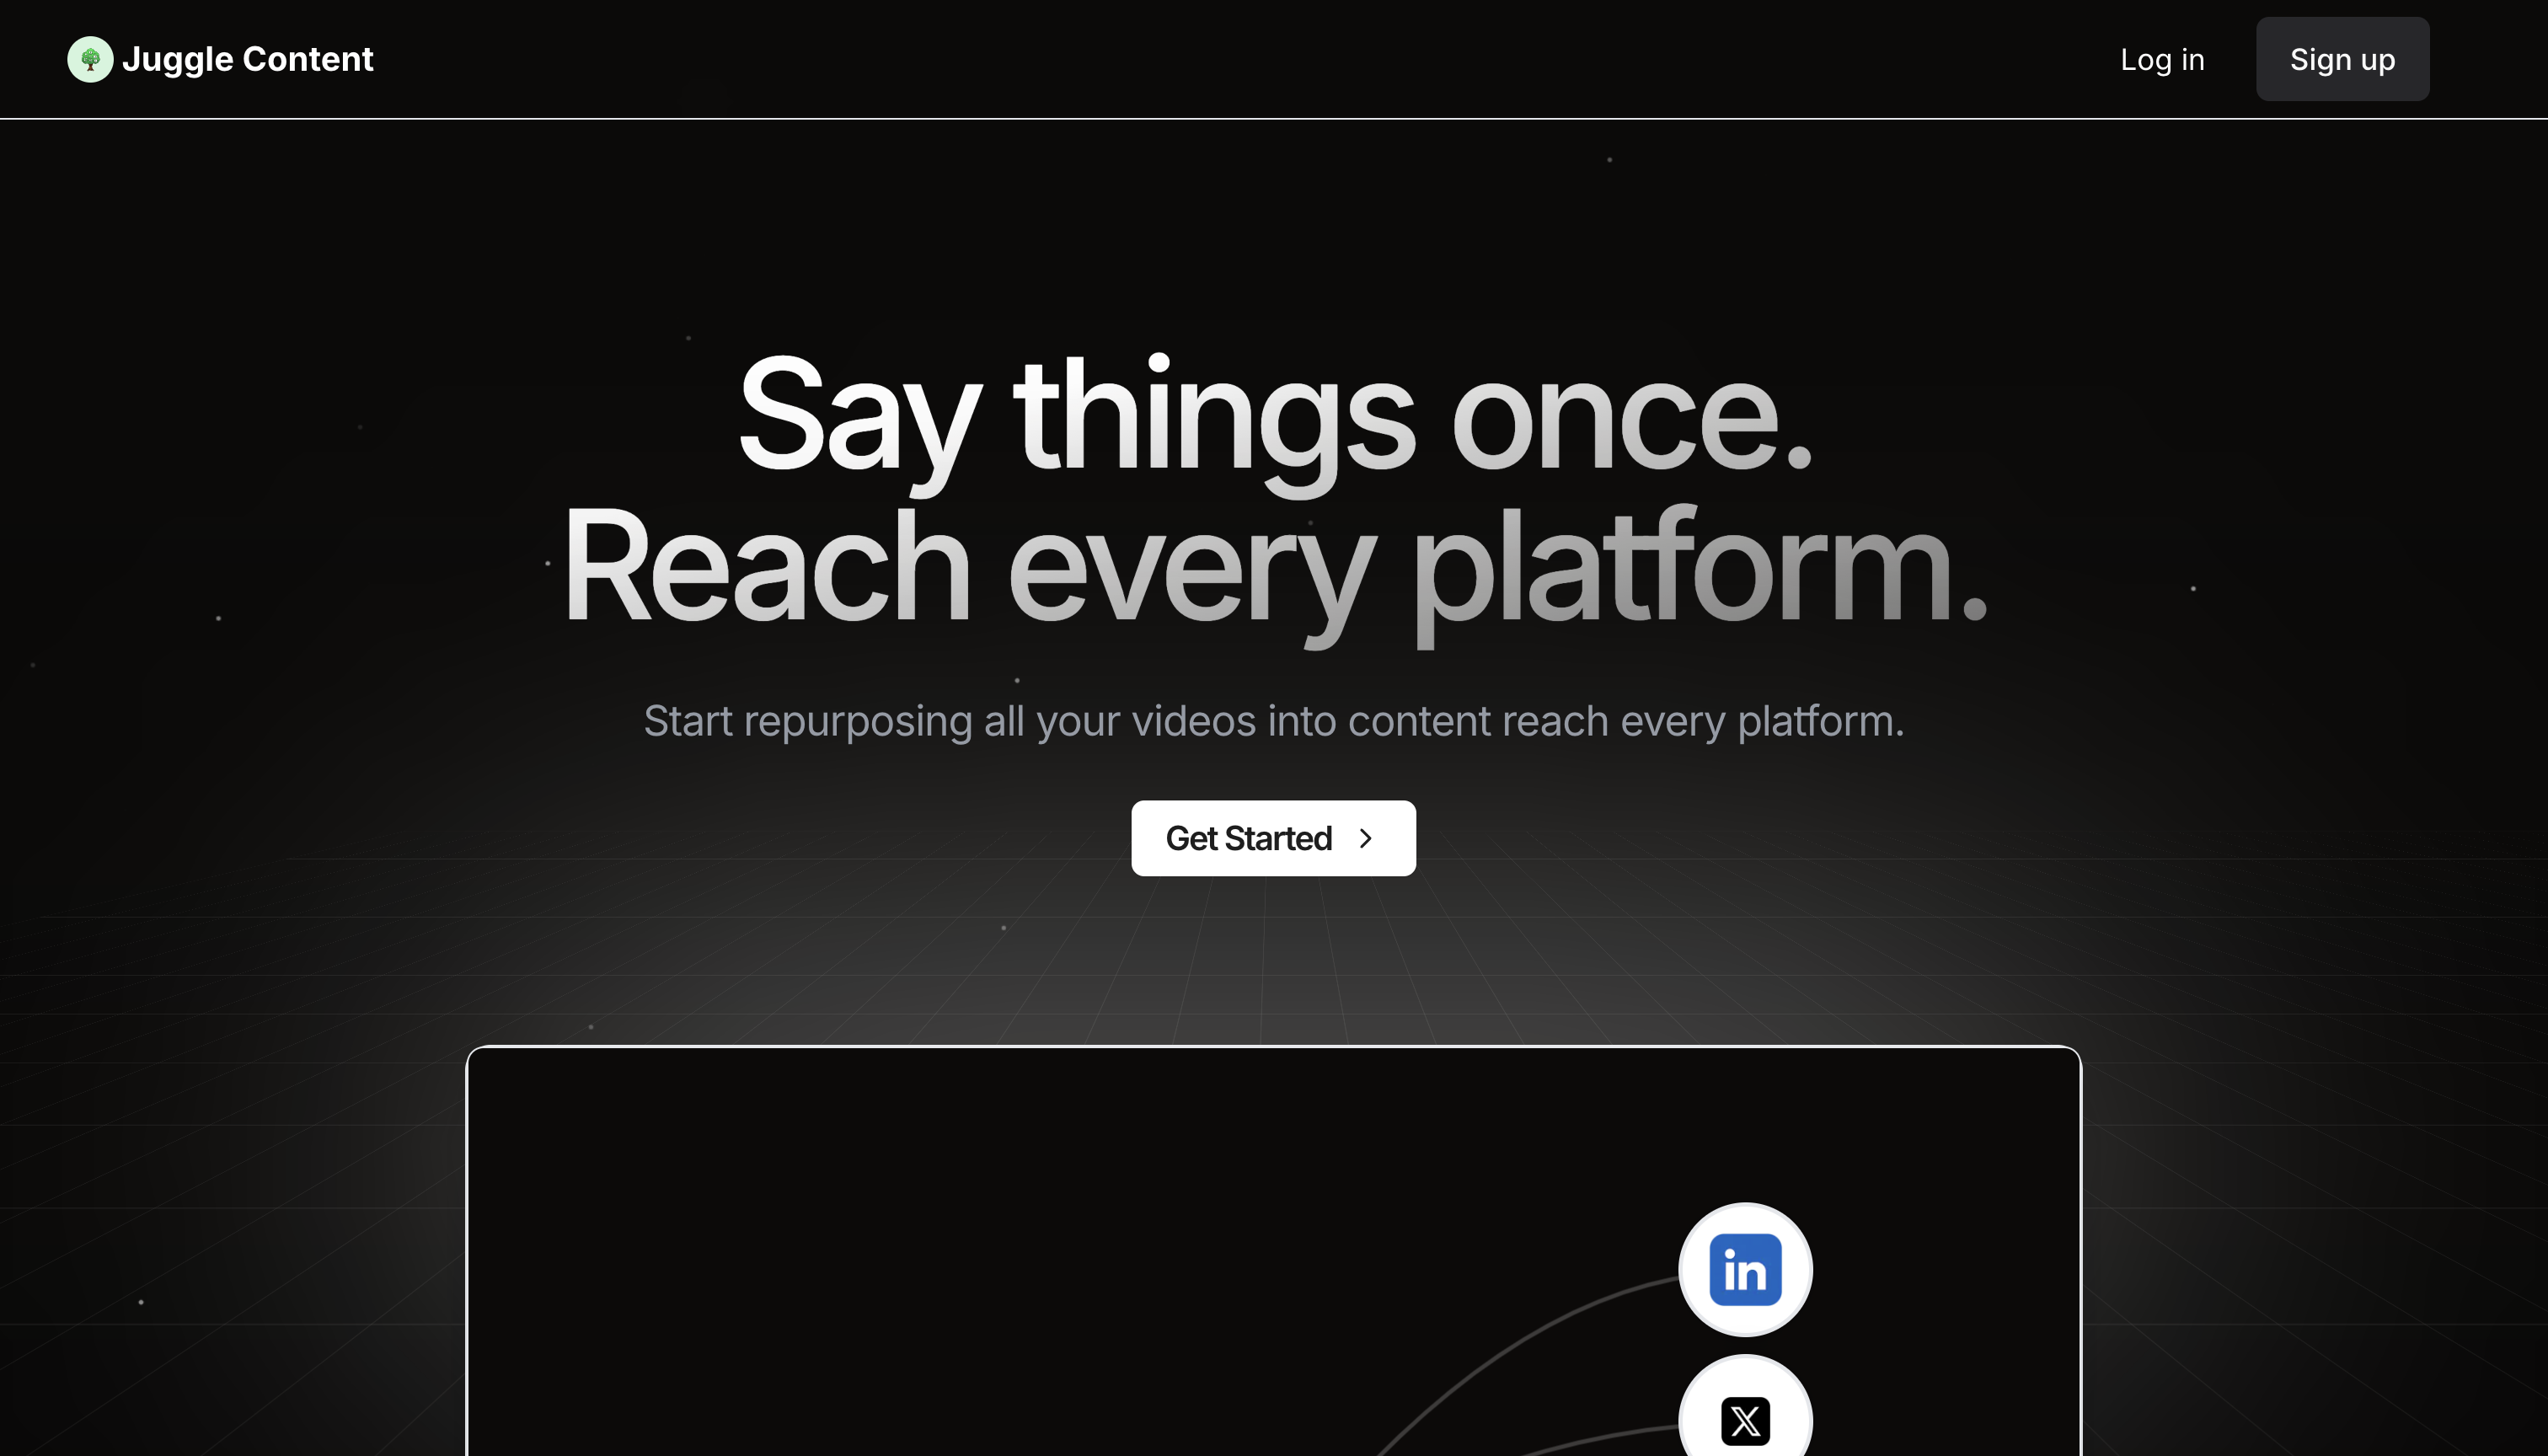 Juggle Content
Log in
Sign up
Say things once.
Reach every platform.
Start repurposing all your videos into content reach every platform.
Get Started
in
X